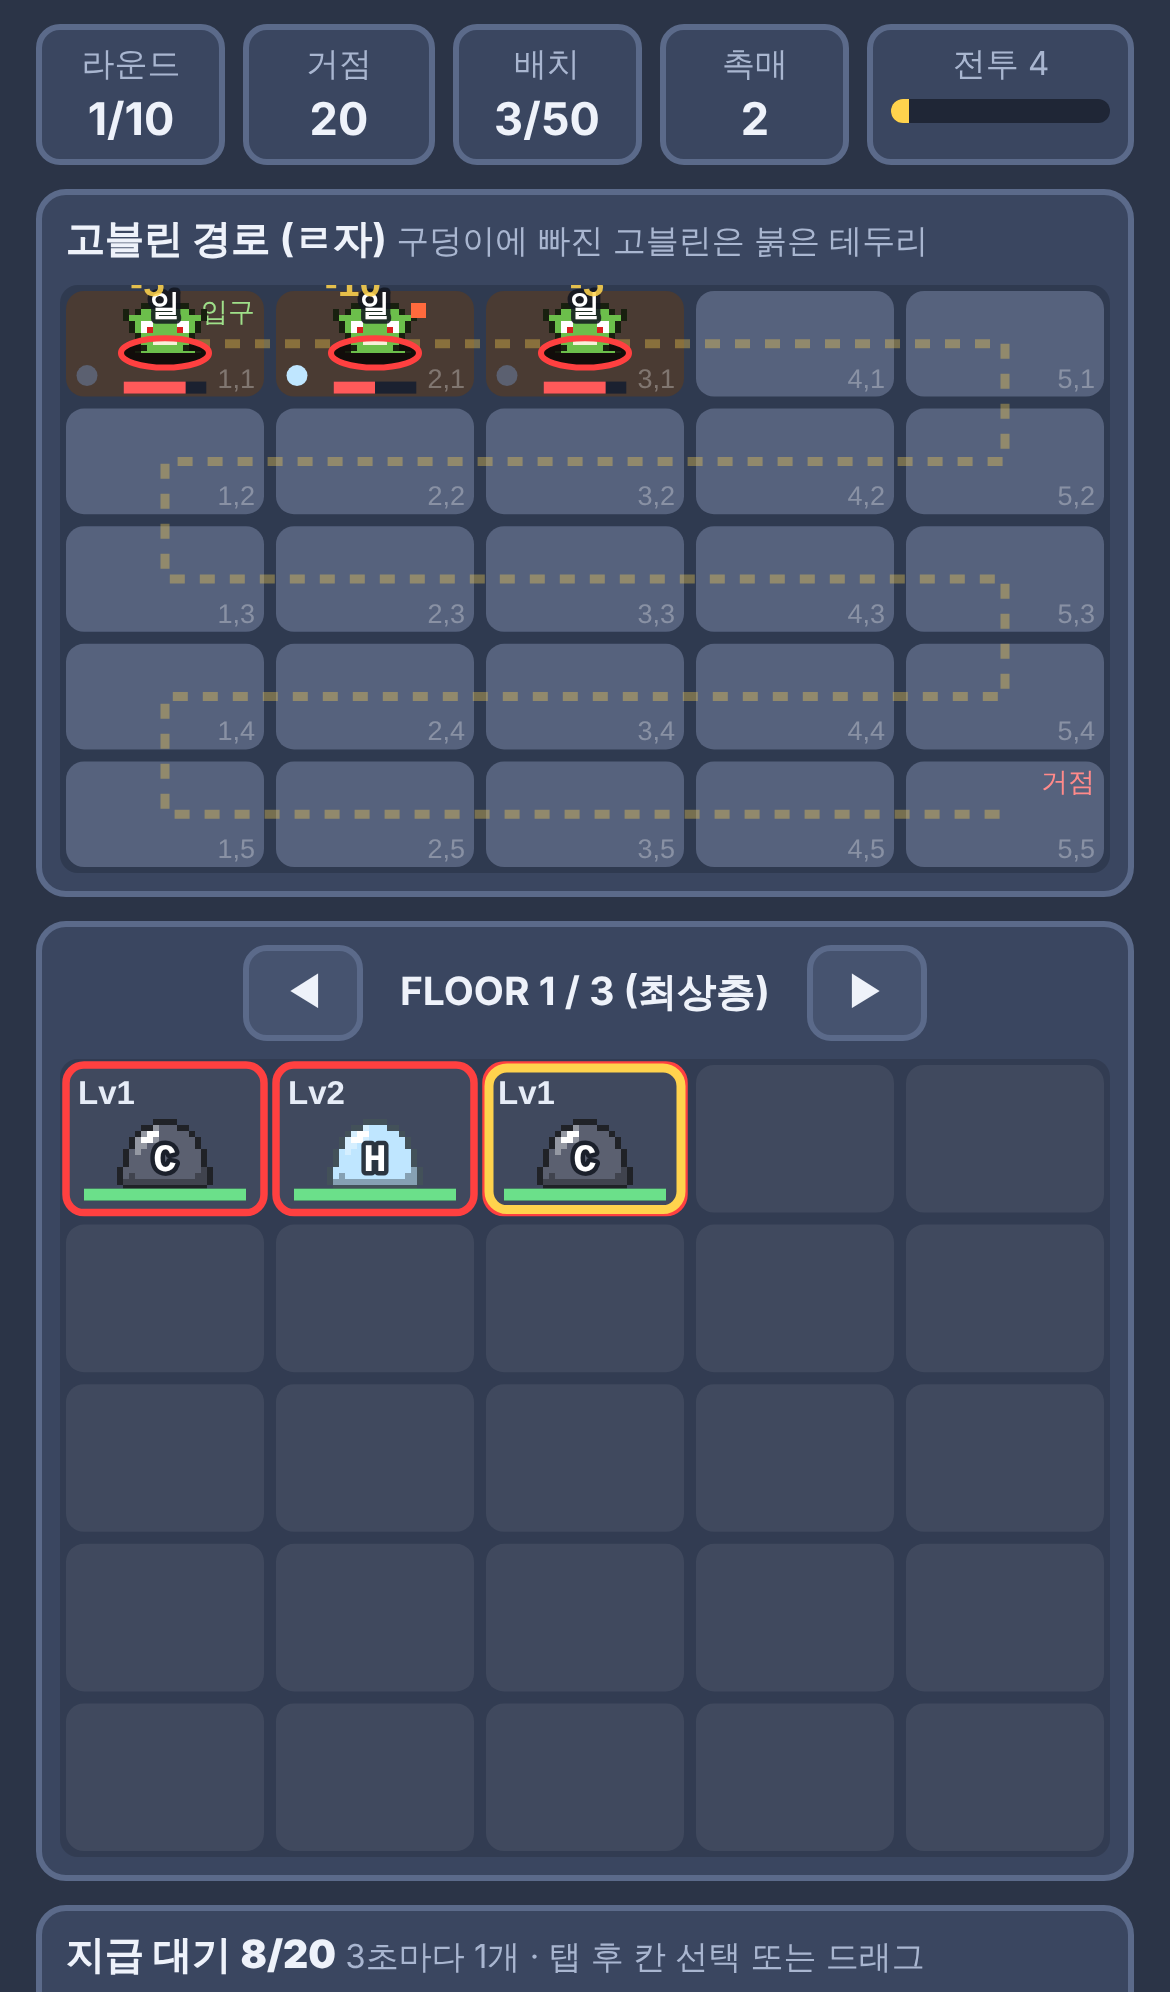 라운드
1/10
거점
20
배치
3/50
촉매
2
전투 4
고블린 경로 (ㄹ자) 구덩이에 빠진 고블린은 붉은 테두리
-5 -10 -5
일 입구 일 일
1,1 2,1 3,1 4,1 5,1
1,2 2,2 3,2 4,2 5,2
1,3 2,3 3,3 4,3 5,3
1,4 2,4 3,4 4,4 5,4
거점
1,5 2,5 3,5 4,5 5,5
◀ FLOOR 1 / 3 (최상층) ▶
Lv1 Lv2 Lv1
C H C
지급 대기 8/20 3초마다 1개 · 탭 후 칸 선택 또는 드래그